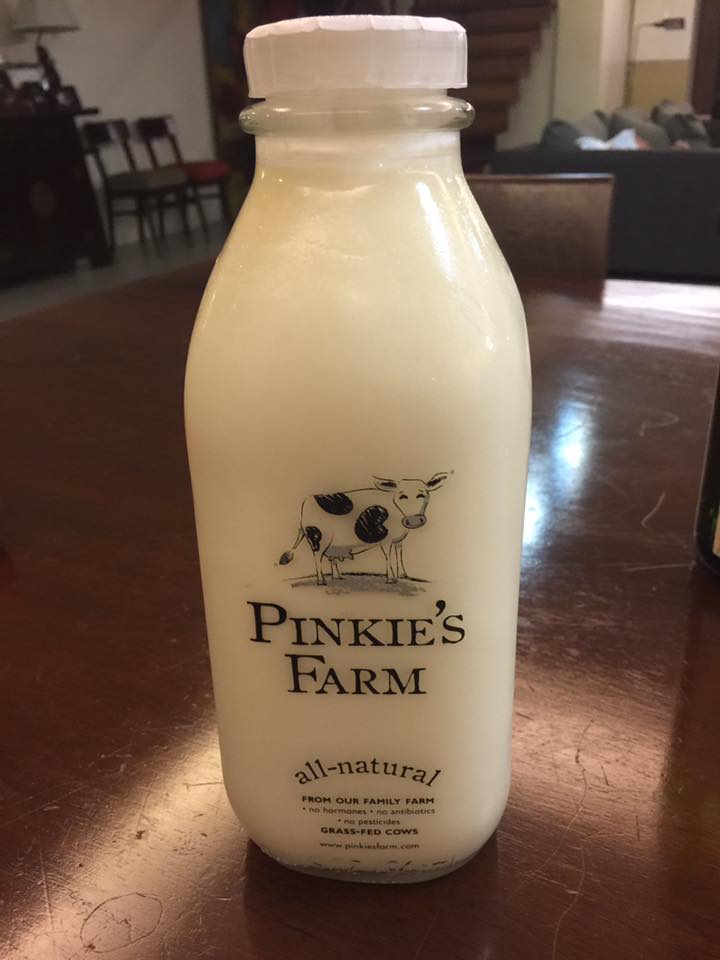 PINKIE'S
FARM
all-natural
FROM OUR FAMILY FARM
• no hormones • no antibiotics
• no pesticides
GRASS-FED COWS
www.pinkiesfarm.com